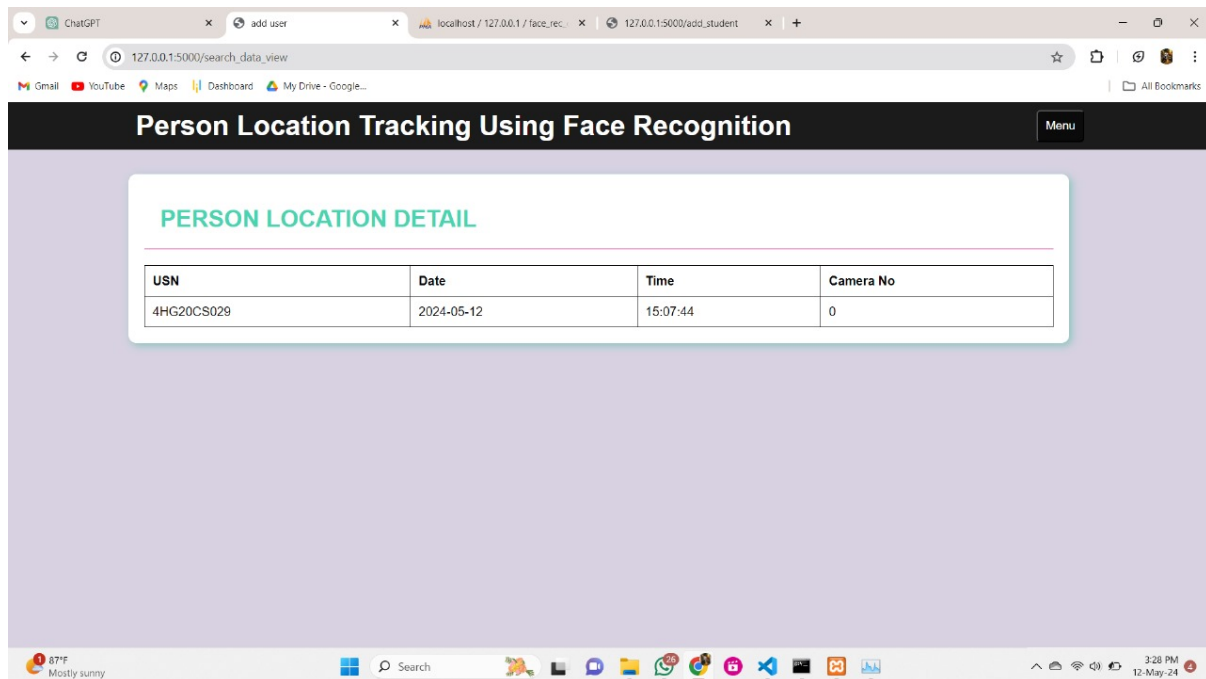 ChatGPT add user localhost / 127.0.0.1 / face_rec_ 127.0.0.1:5000/add_student
127.0.0.1:5000/search_data_view
Gmail YouTube Maps Dashboard My Drive - Google... All Bookmarks
Person Location Tracking Using Face Recognition Menu
PERSON LOCATION DETAIL
USN Date Time Camera No
4HG20CS029 2024-05-12 15:07:44 0
1 87°F Search 26 3:28 PM
Mostly sunny 12-May-24